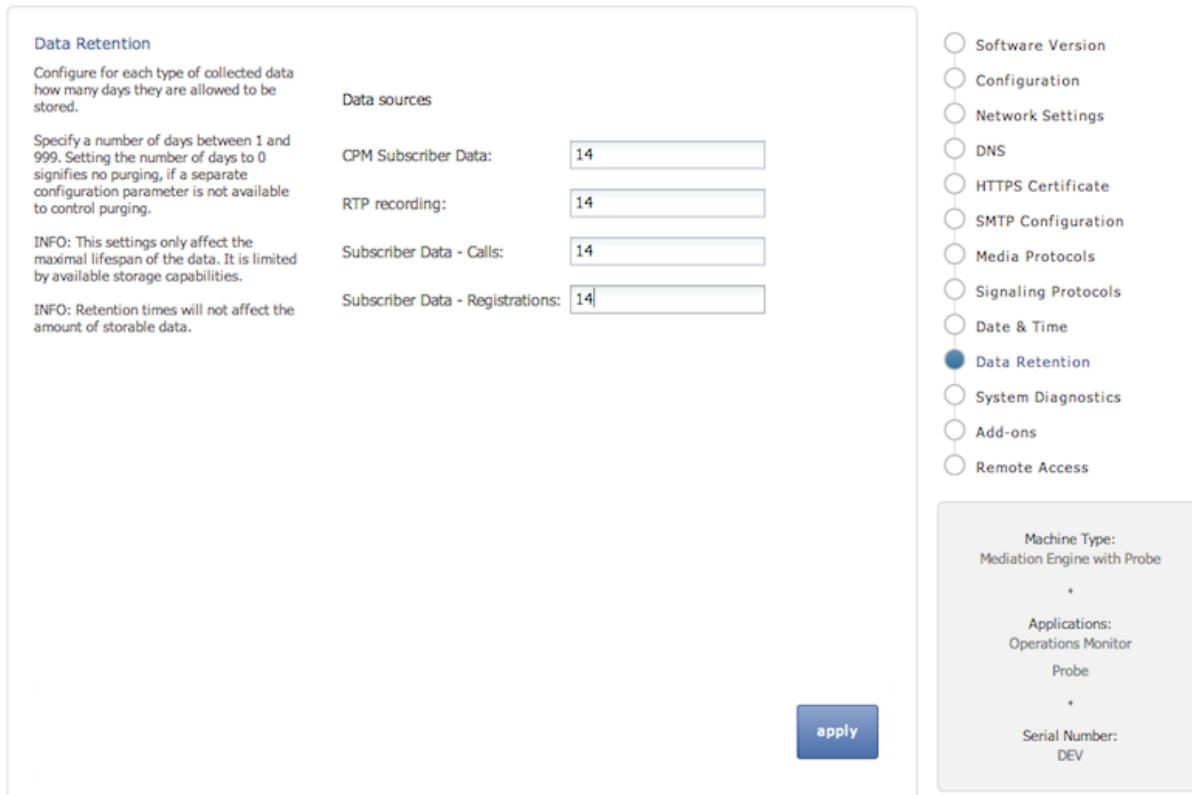 Data Retention
Configure for each type of collected data
how many days they are allowed to be
stored.
Specify a number of days between 1 and
999. Setting the number of days to 0
signifies no purging, if a separate
configuration parameter is not available
to control purging.
INFO: This settings only affect the
maximal lifespan of the data. It is limited
by available storage capabilities.
INFO: Retention times will not affect the
amount of storable data.
Data sources
CPM Subscriber Data: 14
RTP recording: 14
Subscriber Data - Calls: 14
Subscriber Data - Registrations: 14
apply
Software Version
Configuration
Network Settings
DNS
HTTPS Certificate
SMTP Configuration
Media Protocols
Signaling Protocols
Date & Time
Data Retention
System Diagnostics
Add-ons
Remote Access
Machine Type:
Mediation Engine with Probe
*
Applications:
Operations Monitor
Probe
*
Serial Number:
DEV